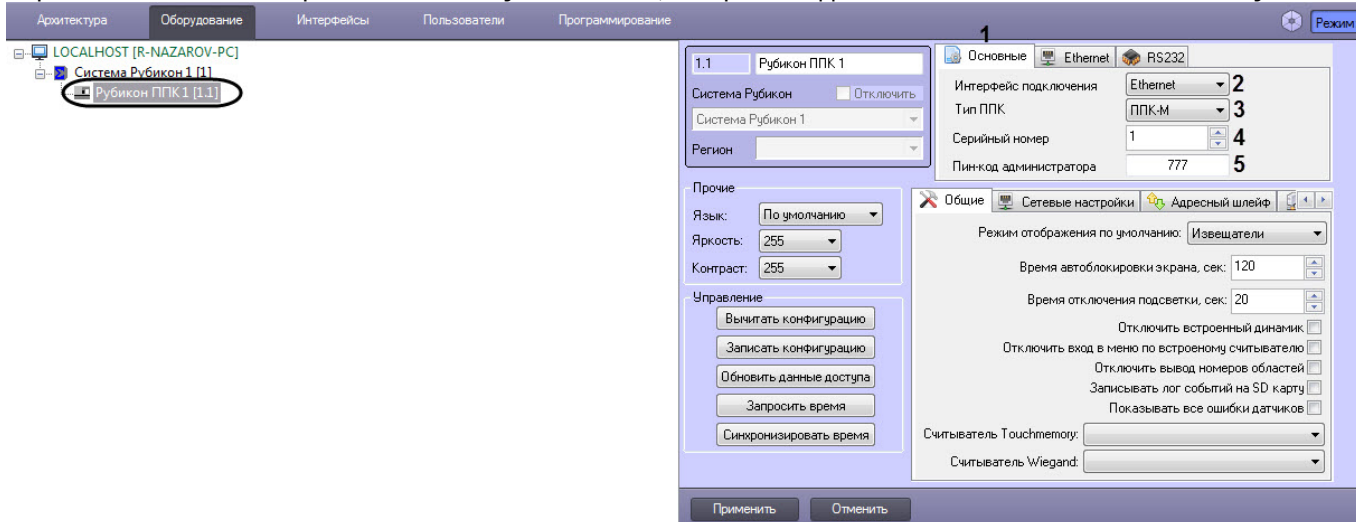 Архитектура Оборудование Интерфейсы Пользователи Программирование Режим
LOCALHOST [R-NAZAROV-PC]
Система Рубикон 1 [1]
Рубикон ППК 1 [1.1]
1.1 Рубикон ППК 1
Система Рубикон Отключить
Система Рубикон 1
Регион
1
Основные Ethernet RS232
Интерфейс подключения Ethernet 2
Тип ППК ППК-М 3
Серийный номер 1 4
Пин-код администратора 777 5
Прочие
Язык: По умолчанию
Яркость: 255
Контраст: 255
Управление
Вычитать конфигурацию
Записать конфигурацию
Обновить данные доступа
Запросить время
Синхронизировать время
Общие Сетевые настройки Адресный шлейф
Режим отображения по умолчанию: Извещатели
Время автоблокировки экрана, сек: 120
Время отключения подсветки, сек: 20
Отключить встроенный динамик
Отключить вход в меню по встроеному считывателю
Отключить вывод номеров областей
Записывать лог событий на SD карту
Показывать все ошибки датчиков
Считыватель Touchmemory:
Считыватель Wiegand:
Применить Отменить